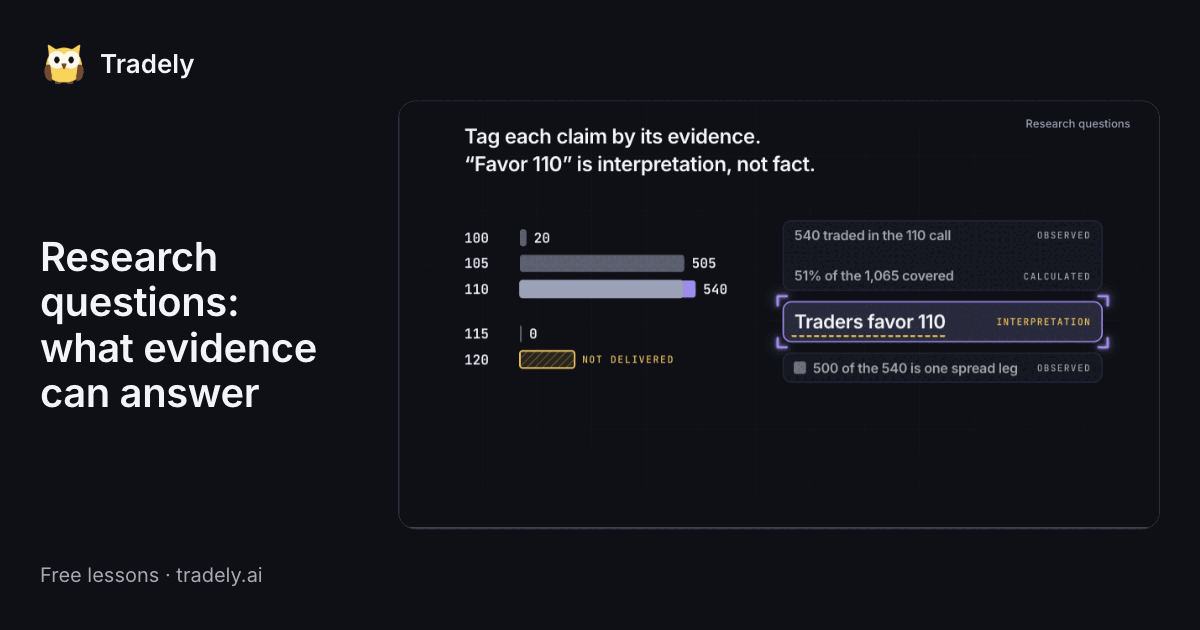 Tradely
Research questions
Tag each claim by its evidence.
“Favor 110” is interpretation, not fact.
Research
questions:
what evidence
can answer
100 20
105 505
110 540
115 0
120 NOT DELIVERED
540 traded in the 110 call OBSERVED
51% of the 1,065 covered CALCULATED
Traders favor 110 INTERPRETATION
500 of the 540 is one spread leg OBSERVED
Free lessons · tradely.ai